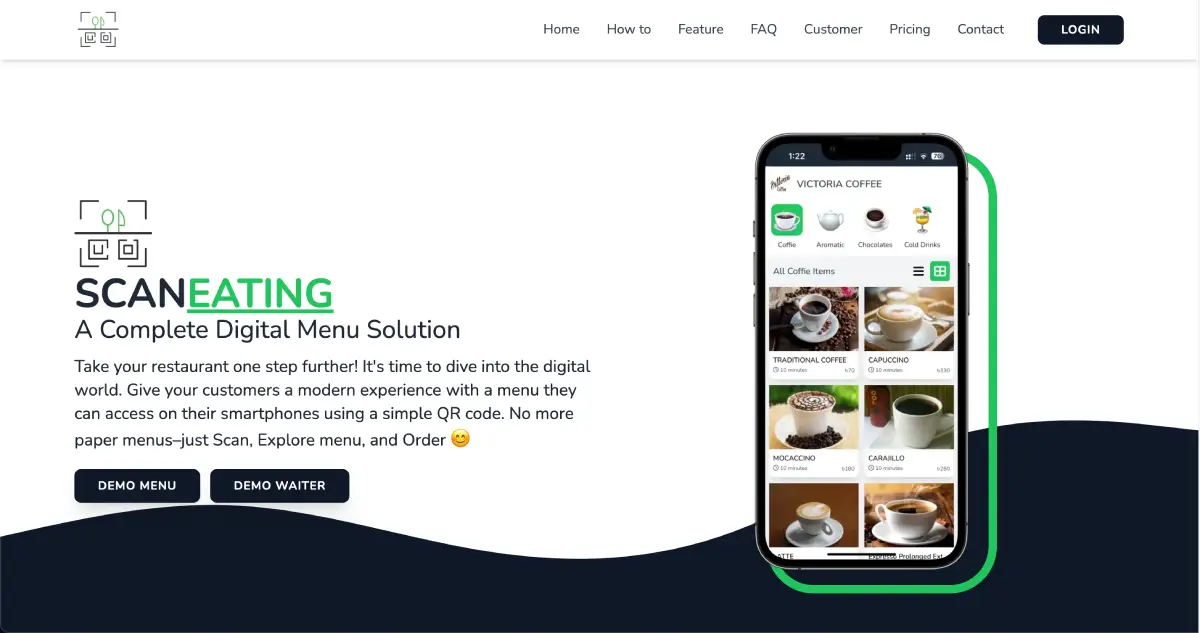 Home How to Feature FAQ Customer Pricing Contact LOGIN
SCANEATING
A Complete Digital Menu Solution
Take your restaurant one step further! It's time to dive into the digital
world. Give your customers a modern experience with a menu they
can access on their smartphones using a simple QR code. No more
paper menus–just Scan, Explore menu, and Order 😊
DEMO MENU DEMO WAITER
1:22 70
VICTORIA COFFEE
Coffie Aromatic Chocolates Cold Drinks
All Coffie Items
TRADITIONAL COFFEE CAPUCCINO
10 minutes ৳70 10 minutes ৳330
MOCACCINO CARAJILLO
10 minutes ৳180 10 minutes ৳280
LATTE Expresso Prolonged Ext